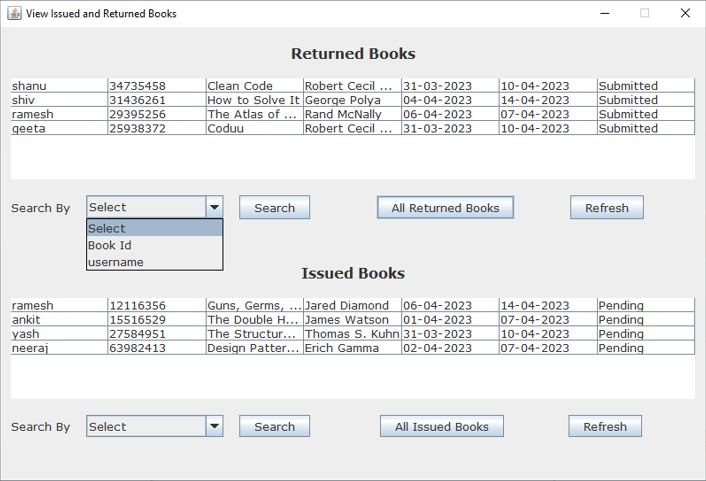 View Issued and Returned Books
Returned Books
shanu 34735458 Clean Code Robert Cecil ... 31-03-2023 10-04-2023 Submitted
shiv 31436261 How to Solve It George Polya 04-04-2023 14-04-2023 Submitted
ramesh 29395256 The Atlas of ... Rand McNally 06-04-2023 07-04-2023 Submitted
geeta 25938372 Coduu Robert Cecil ... 31-03-2023 10-04-2023 Submitted
Search By Select Search All Returned Books Refresh
Select
Book Id
username
Issued Books
ramesh 12116356 Guns, Germs, ... Jared Diamond 06-04-2023 14-04-2023 Pending
ankit 15516529 The Double H... James Watson 01-04-2023 07-04-2023 Pending
yash 27584951 The Structur... Thomas S. Kuhn 31-03-2023 10-04-2023 Pending
neeraj 63982413 Design Patter... Erich Gamma 02-04-2023 07-04-2023 Pending
Search By Select Search All Issued Books Refresh